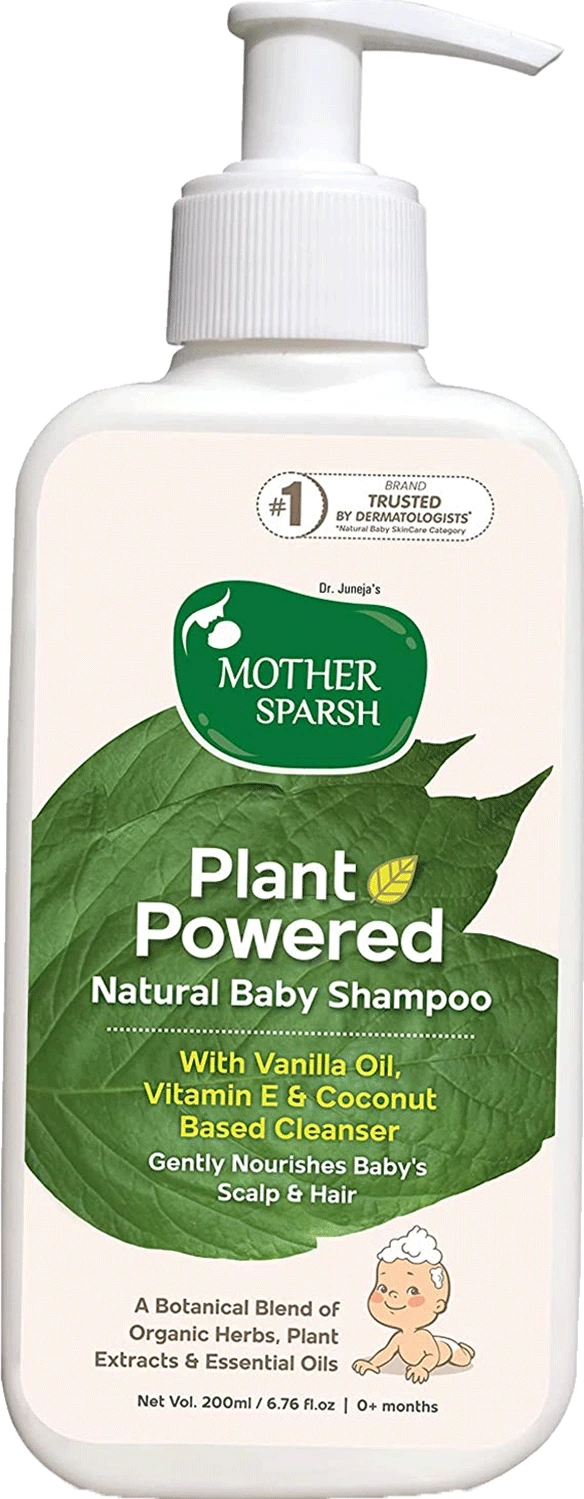 #1
BRAND
TRUSTED
BY DERMATOLOGISTS*
*Natural Baby SkinCare Category
Dr. Juneja's
MOTHER
SPARSH
Plant
Powered
Natural Baby Shampoo
With Vanilla Oil,
Vitamin E & Coconut
Based Cleanser
Gently Nourishes Baby's
Scalp & Hair
A Botanical Blend of
Organic Herbs, Plant
Extracts & Essential Oils
Net Vol. 200ml / 6.76 fl.oz | 0+ months